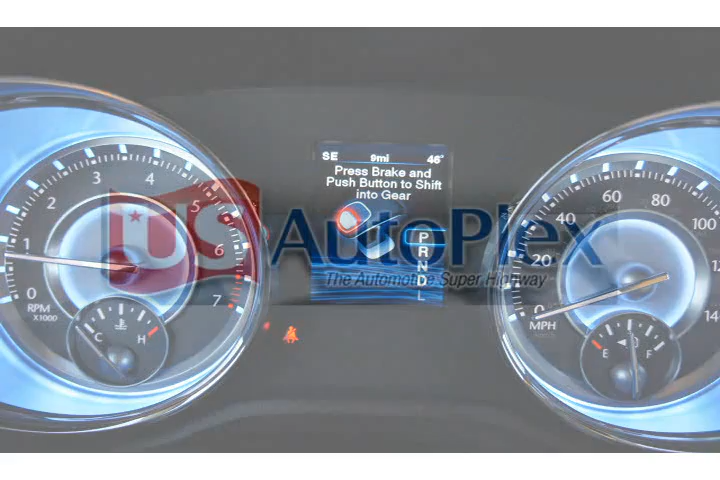 SE 9mi 46°
Press Brake and
Push Button to Shift
into Gear
US AutoPlex
The Automotive Super Highway
P
R
N
D
L
0
1
2
3
4
5
6
7
RPM
X1000
C H
0
40
60
80
100
14
MPH
E F